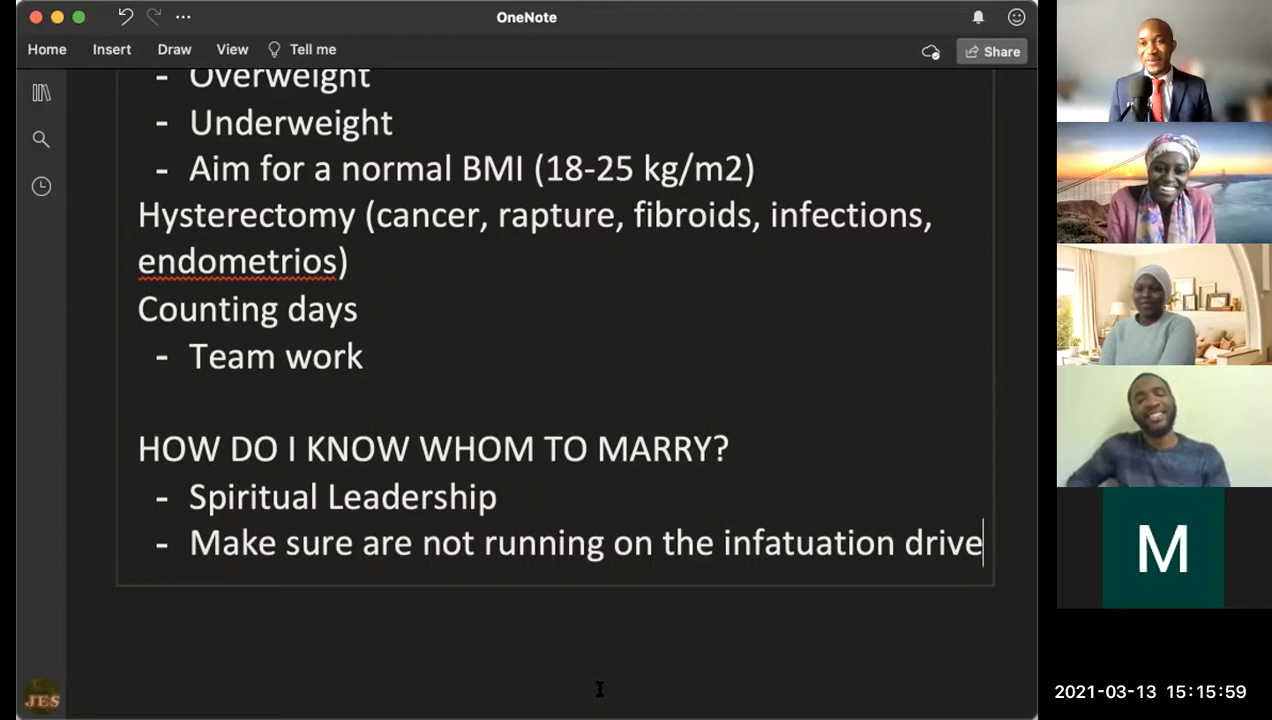 OneNote
Home Insert Draw View Tell me Share
- Overweight
- Underweight
- Aim for a normal BMI (18-25 kg/m2)
Hysterectomy (cancer, rapture, fibroids, infections,
endometrios)
Counting days
- Team work
HOW DO I KNOW WHOM TO MARRY?
- Spiritual Leadership
- Make sure are not running on the infatuation drive
JES
M
2021-03-13 15:15:59